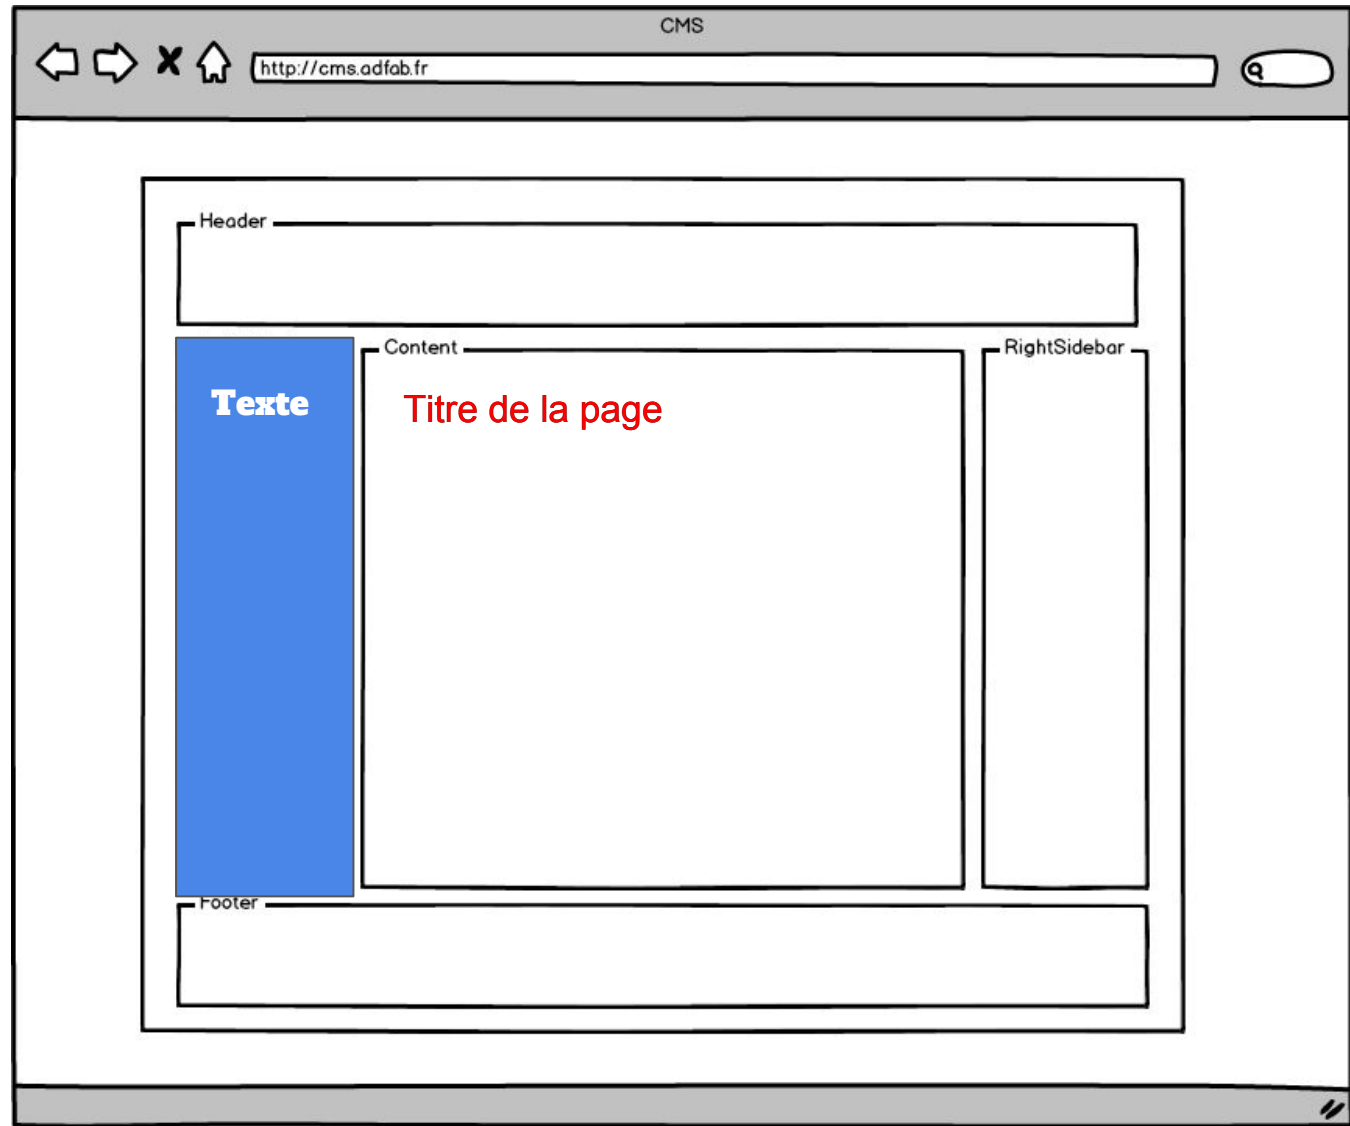 CMS
http://cms.adfab.fr
Header
Texte
Content
Titre de la page
RightSidebar
Footer